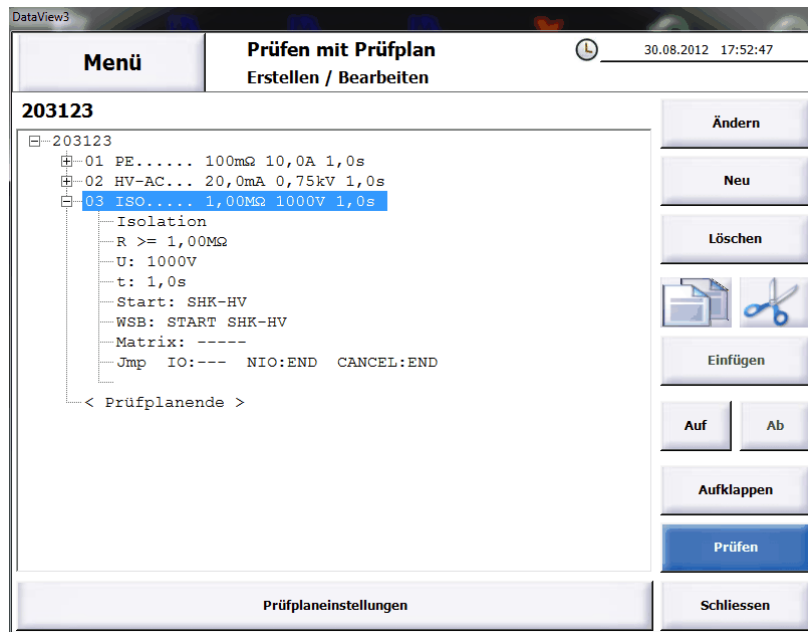 DataView3
Menü
Prüfen mit Prüfplan
Erstellen / Bearbeiten
30.08.2012 17:52:47
203123
203123
01 PE...... 100mΩ 10,0A 1,0s
02 HV-AC... 20,0mA 0,75kV 1,0s
03 ISO..... 1,00MΩ 1000V 1,0s
Isolation
R >= 1,00MΩ
U: 1000V
t: 1,0s
Start: SHK-HV
WSB: START SHK-HV
Matrix: -----
Jmp IO:--- NIO:END CANCEL:END
< Prüfplanende >
Ändern
Neu
Löschen
Einfügen
Auf
Ab
Aufklappen
Prüfen
Prüfplaneinstellungen
Schliessen